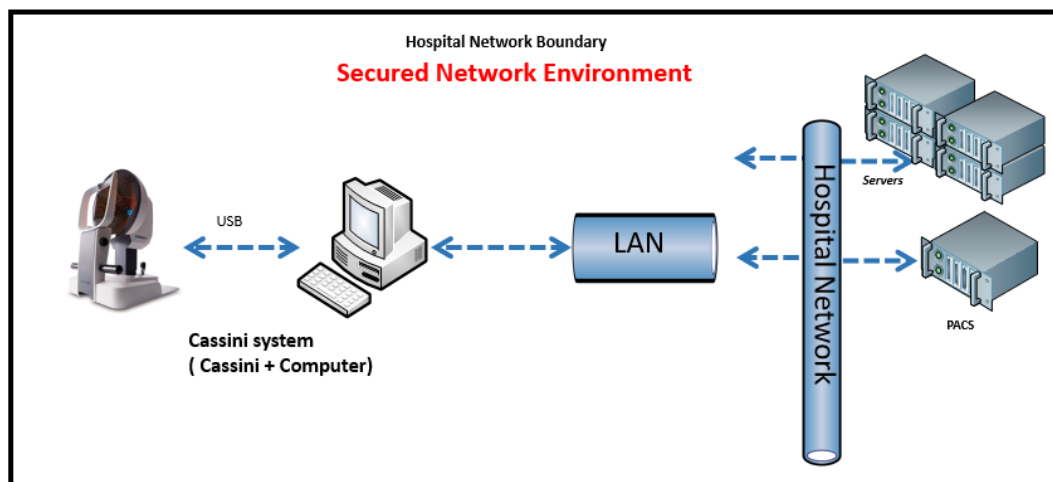 Hospital Network Boundary
Secured Network Environment
USB
Cassini system
( Cassini + Computer)
LAN
Hospital Network
Servers
PACS